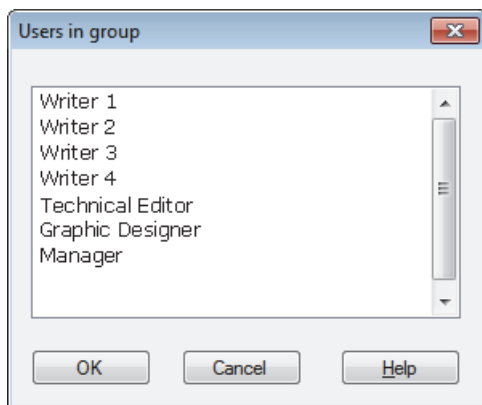 Users in group
Writer 1
Writer 2
Writer 3
Writer 4
Technical Editor
Graphic Designer
Manager
OK Cancel Help